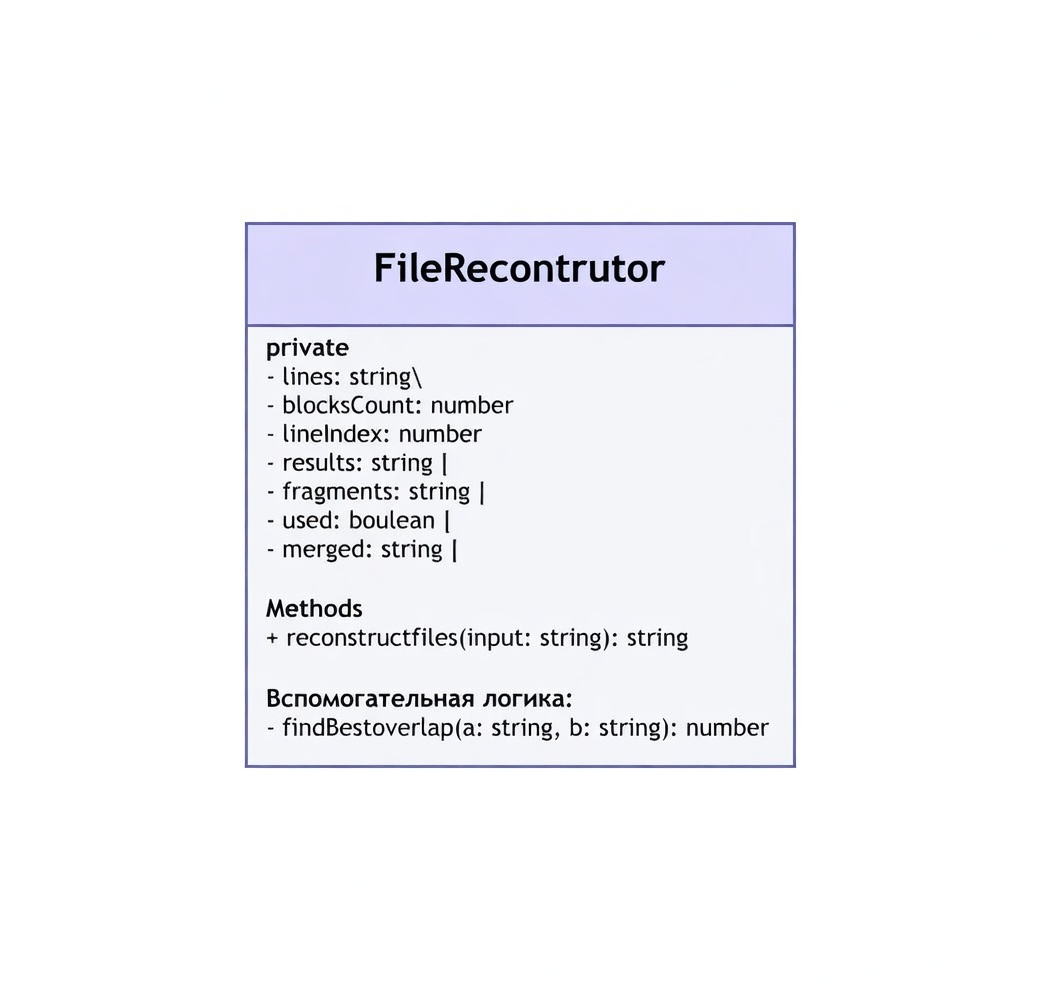 FileRecontrutor
private
- lines: string\
- blocksCount: number
- lineIndex: number
- results: string |
- fragments: string |
- used: boulean |
- merged: string |
Methods
+ reconstructfiles(input: string): string
Вспомогательная логика:
- findBestoverlap(a: string, b: string): number